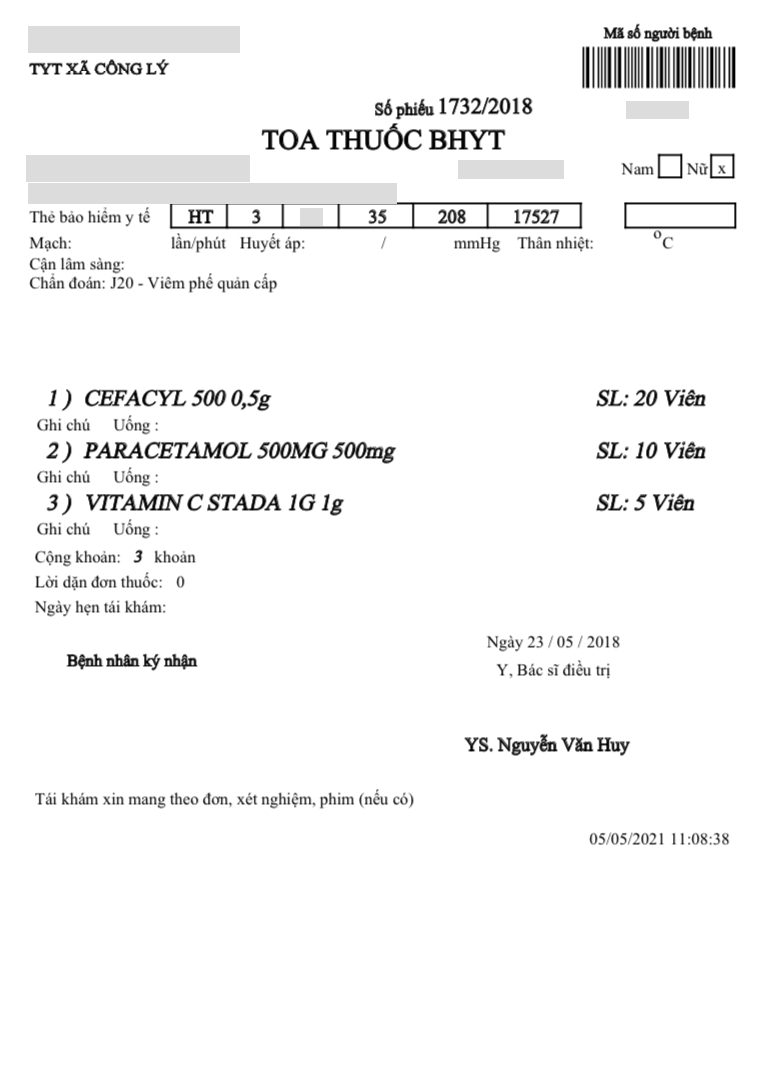 Mã số người bệnh
TYT XÃ CÔNG LÝ
Số phiếu 1732/2018
TOA THUỐC BHYT
Nam Nữ x
Thẻ bảo hiểm y tế HT 3 35 208 17527
Mạch: lần/phút Huyết áp: / mmHg Thân nhiệt: ºC
Cận lâm sàng:
Chẩn đoán: J20 - Viêm phế quản cấp
1 ) CEFACYL 500 0,5g SL: 20 Viên
Ghi chú Uống :
2 ) PARACETAMOL 500MG 500mg SL: 10 Viên
Ghi chú Uống :
3 ) VITAMIN C STADA 1G 1g SL: 5 Viên
Ghi chú Uống :
Cộng khoản: 3 khoản
Lời dặn đơn thuốc: 0
Ngày hẹn tái khám:
Ngày 23 / 05 / 2018
Bệnh nhân ký nhận
Y, Bác sĩ điều trị
YS. Nguyễn Văn Huy
Tái khám xin mang theo đơn, xét nghiệm, phim (nếu có)
05/05/2021 11:08:38